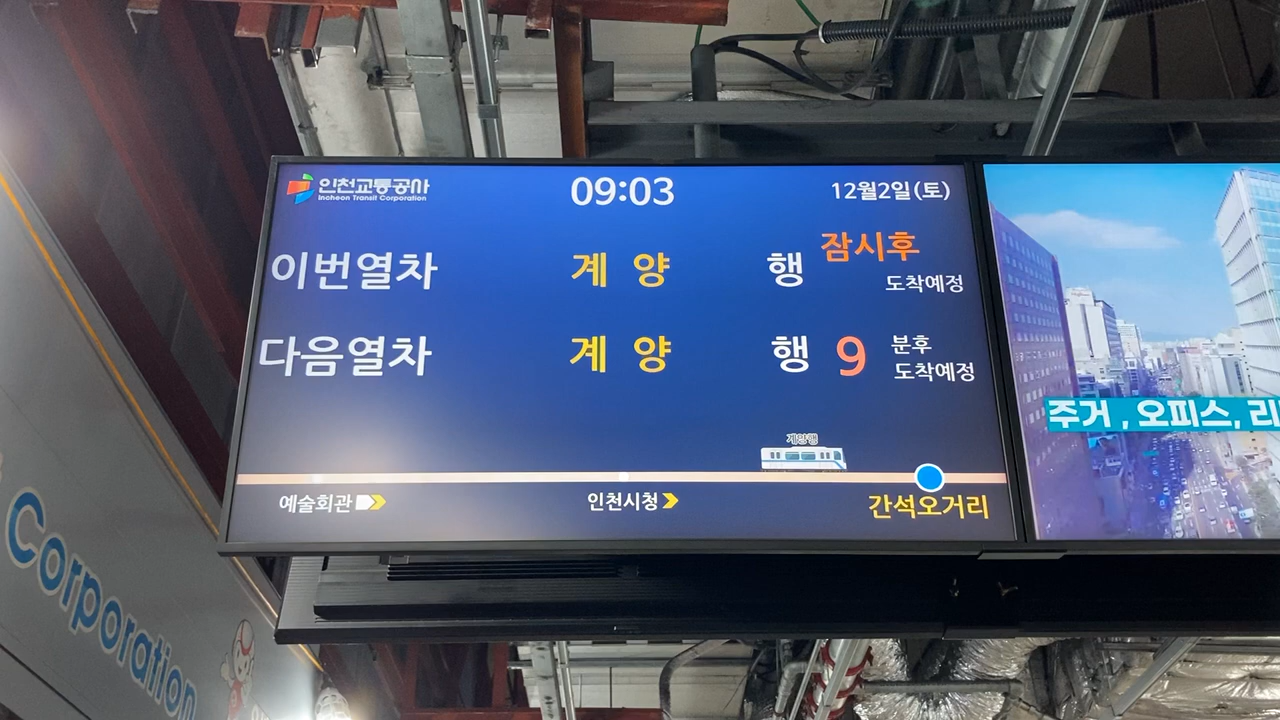 인천교통공사
Incheon Transit Corporation
09:03
12월2일(토)
이번열차 계 양 행 잠시후 도착예정
다음열차 계 양 행 9 분후 도착예정
계양행
예술회관 인천시청 간석오거리
주거 , 오피스, 리
Corporation